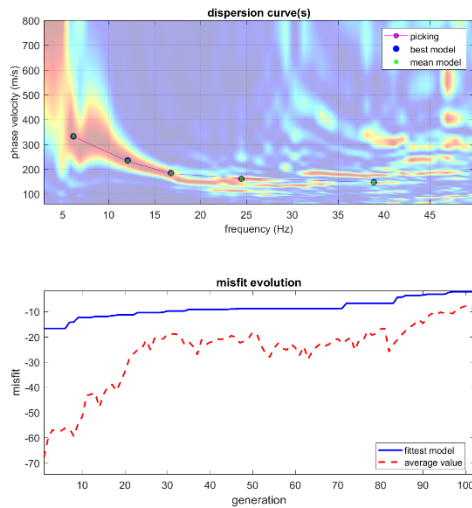 dispersion curve(s)
800
700
600
500
400
300
200
100
phase velocity (m/s)
picking
best model
mean model
5 10 15 20 25 30 35 40 45
frequency (Hz)
misfit evolution
-10
-20
-30
-40
-50
-60
-70
misfit
fittest model
average value
10 20 30 40 50 60 70 80 90 100
generation